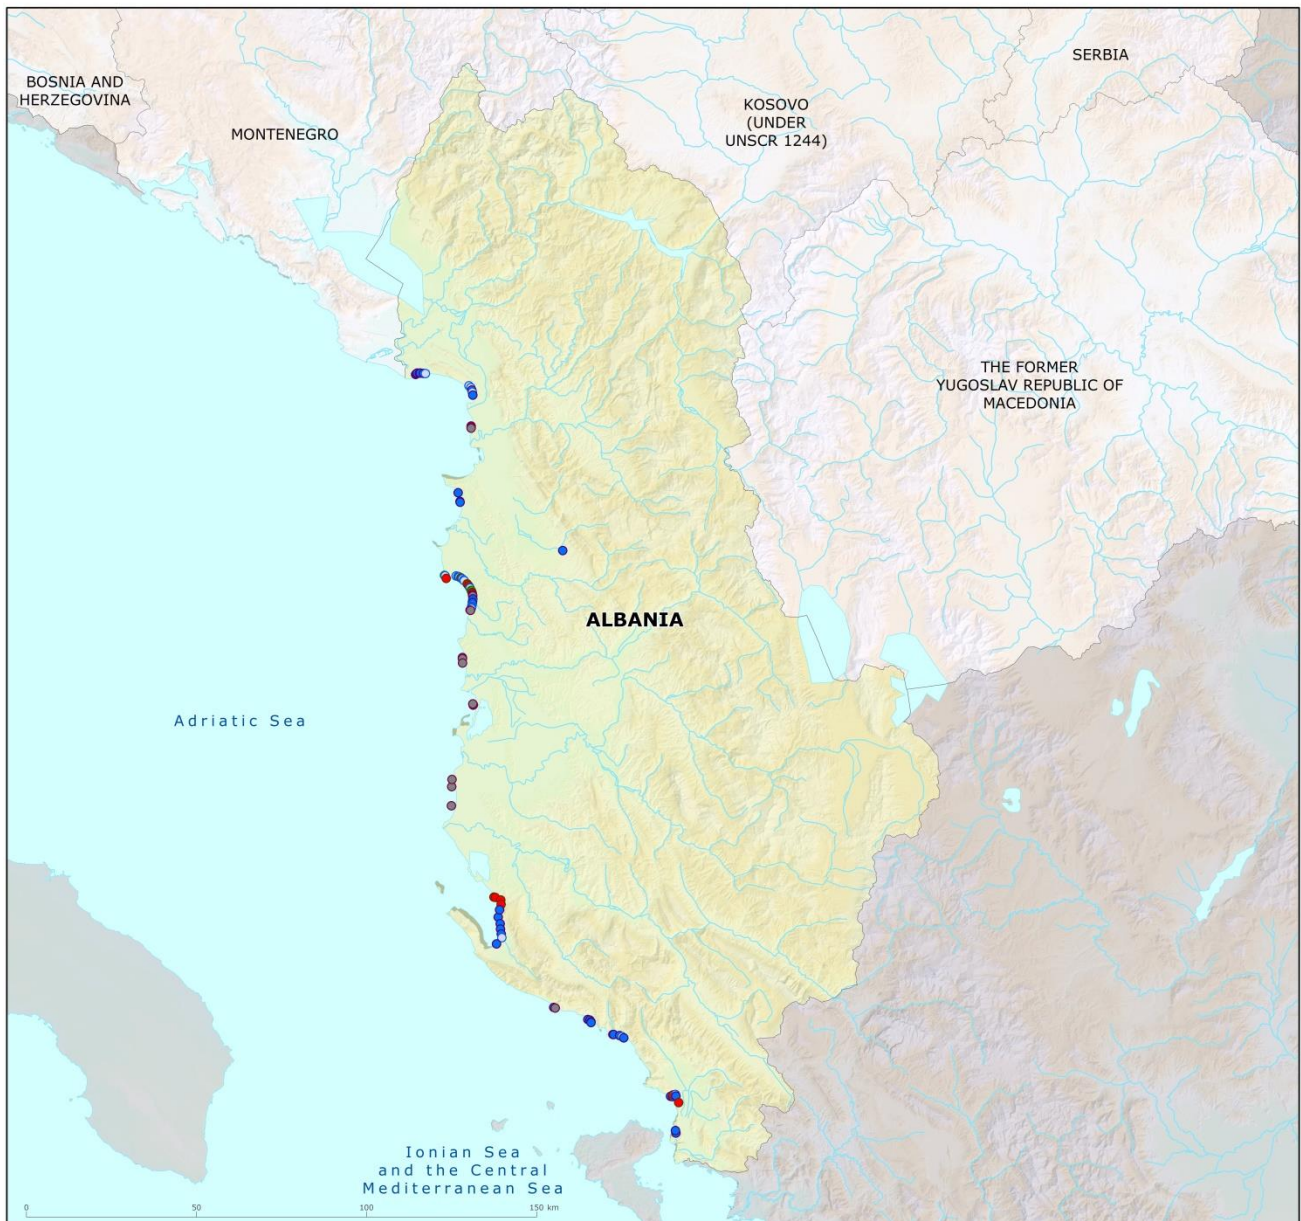 BOSNIA AND
HERZEGOVINA
MONTENEGRO
SERBIA
KOSOVO
(UNDER
UNSCR 1244)
THE FORMER
YUGOSLAV REPUBLIC OF
MACEDONIA
ALBANIA
Adriatic Sea
Ionian Sea
and the Central
Mediterranean Sea
0 50 100 150 km